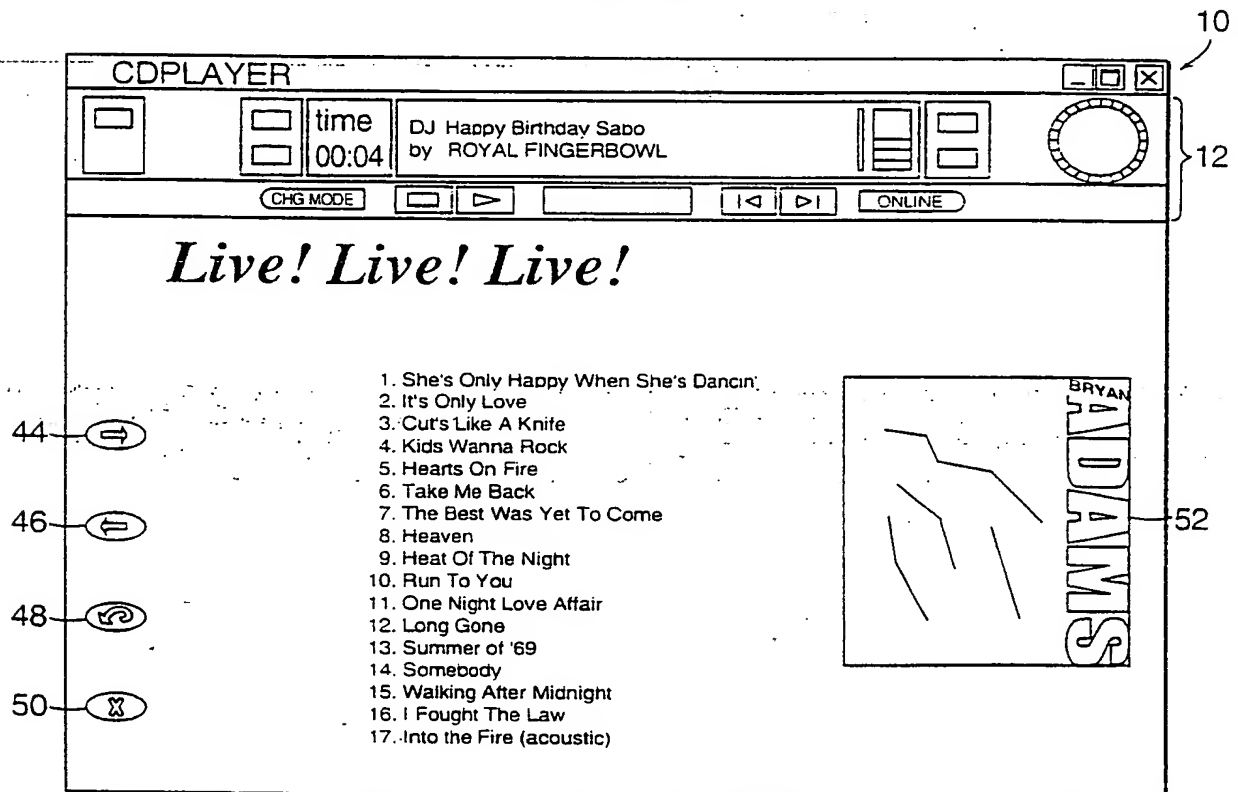 10
CDPLAYER
time
00:04
DJ Happy Birthday Sabo
by ROYAL FINGERBOWL
12
CHG MODE
ONLINE
Live! Live! Live!
1. She's Only Happy When She's Dancin'
2. It's Only Love
3. Cut's Like A Knife
4. Kids Wanna Rock
5. Hearts On Fire
6. Take Me Back
7. The Best Was Yet To Come
8. Heaven
9. Heat Of The Night
10. Run To You
11. One Night Love Affair
12. Long Gone
13. Summer of '69
14. Somebody
15. Walking After Midnight
16. I Fought The Law
17. Into the Fire (acoustic)
44
46
48
50
BRYAN
ADAMS
52